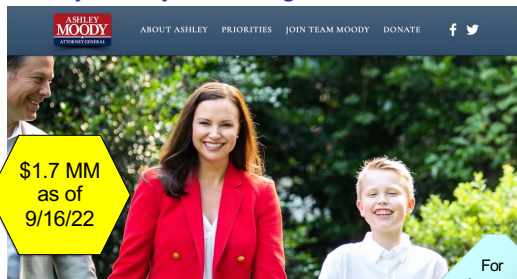 ASHLEY
MOODY
ATTORNEY GENERAL
ABOUT ASHLEY PRIORITIES JOIN TEAM MOODY DONATE
$1.7 MM
as of
9/16/22
For